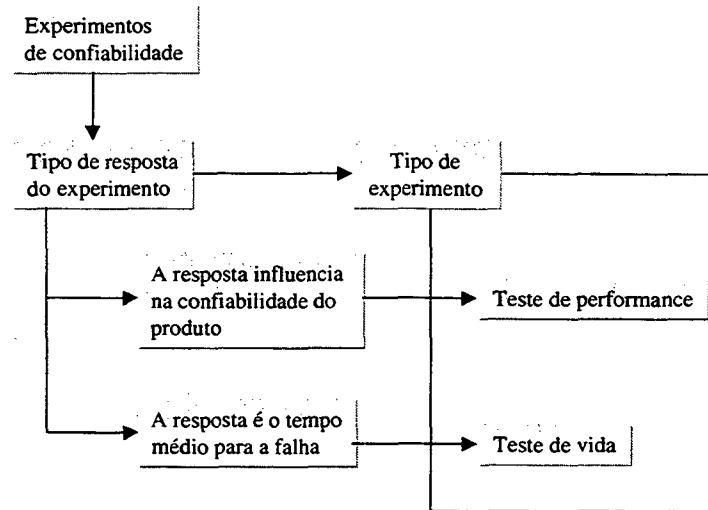 Experimentos
de confiabilidade
Tipo de resposta
do experimento
Tipo de
experimento
A resposta influencia
na confiabilidade do
produto
Teste de performance
A resposta é o tempo
médio para a falha
Teste de vida